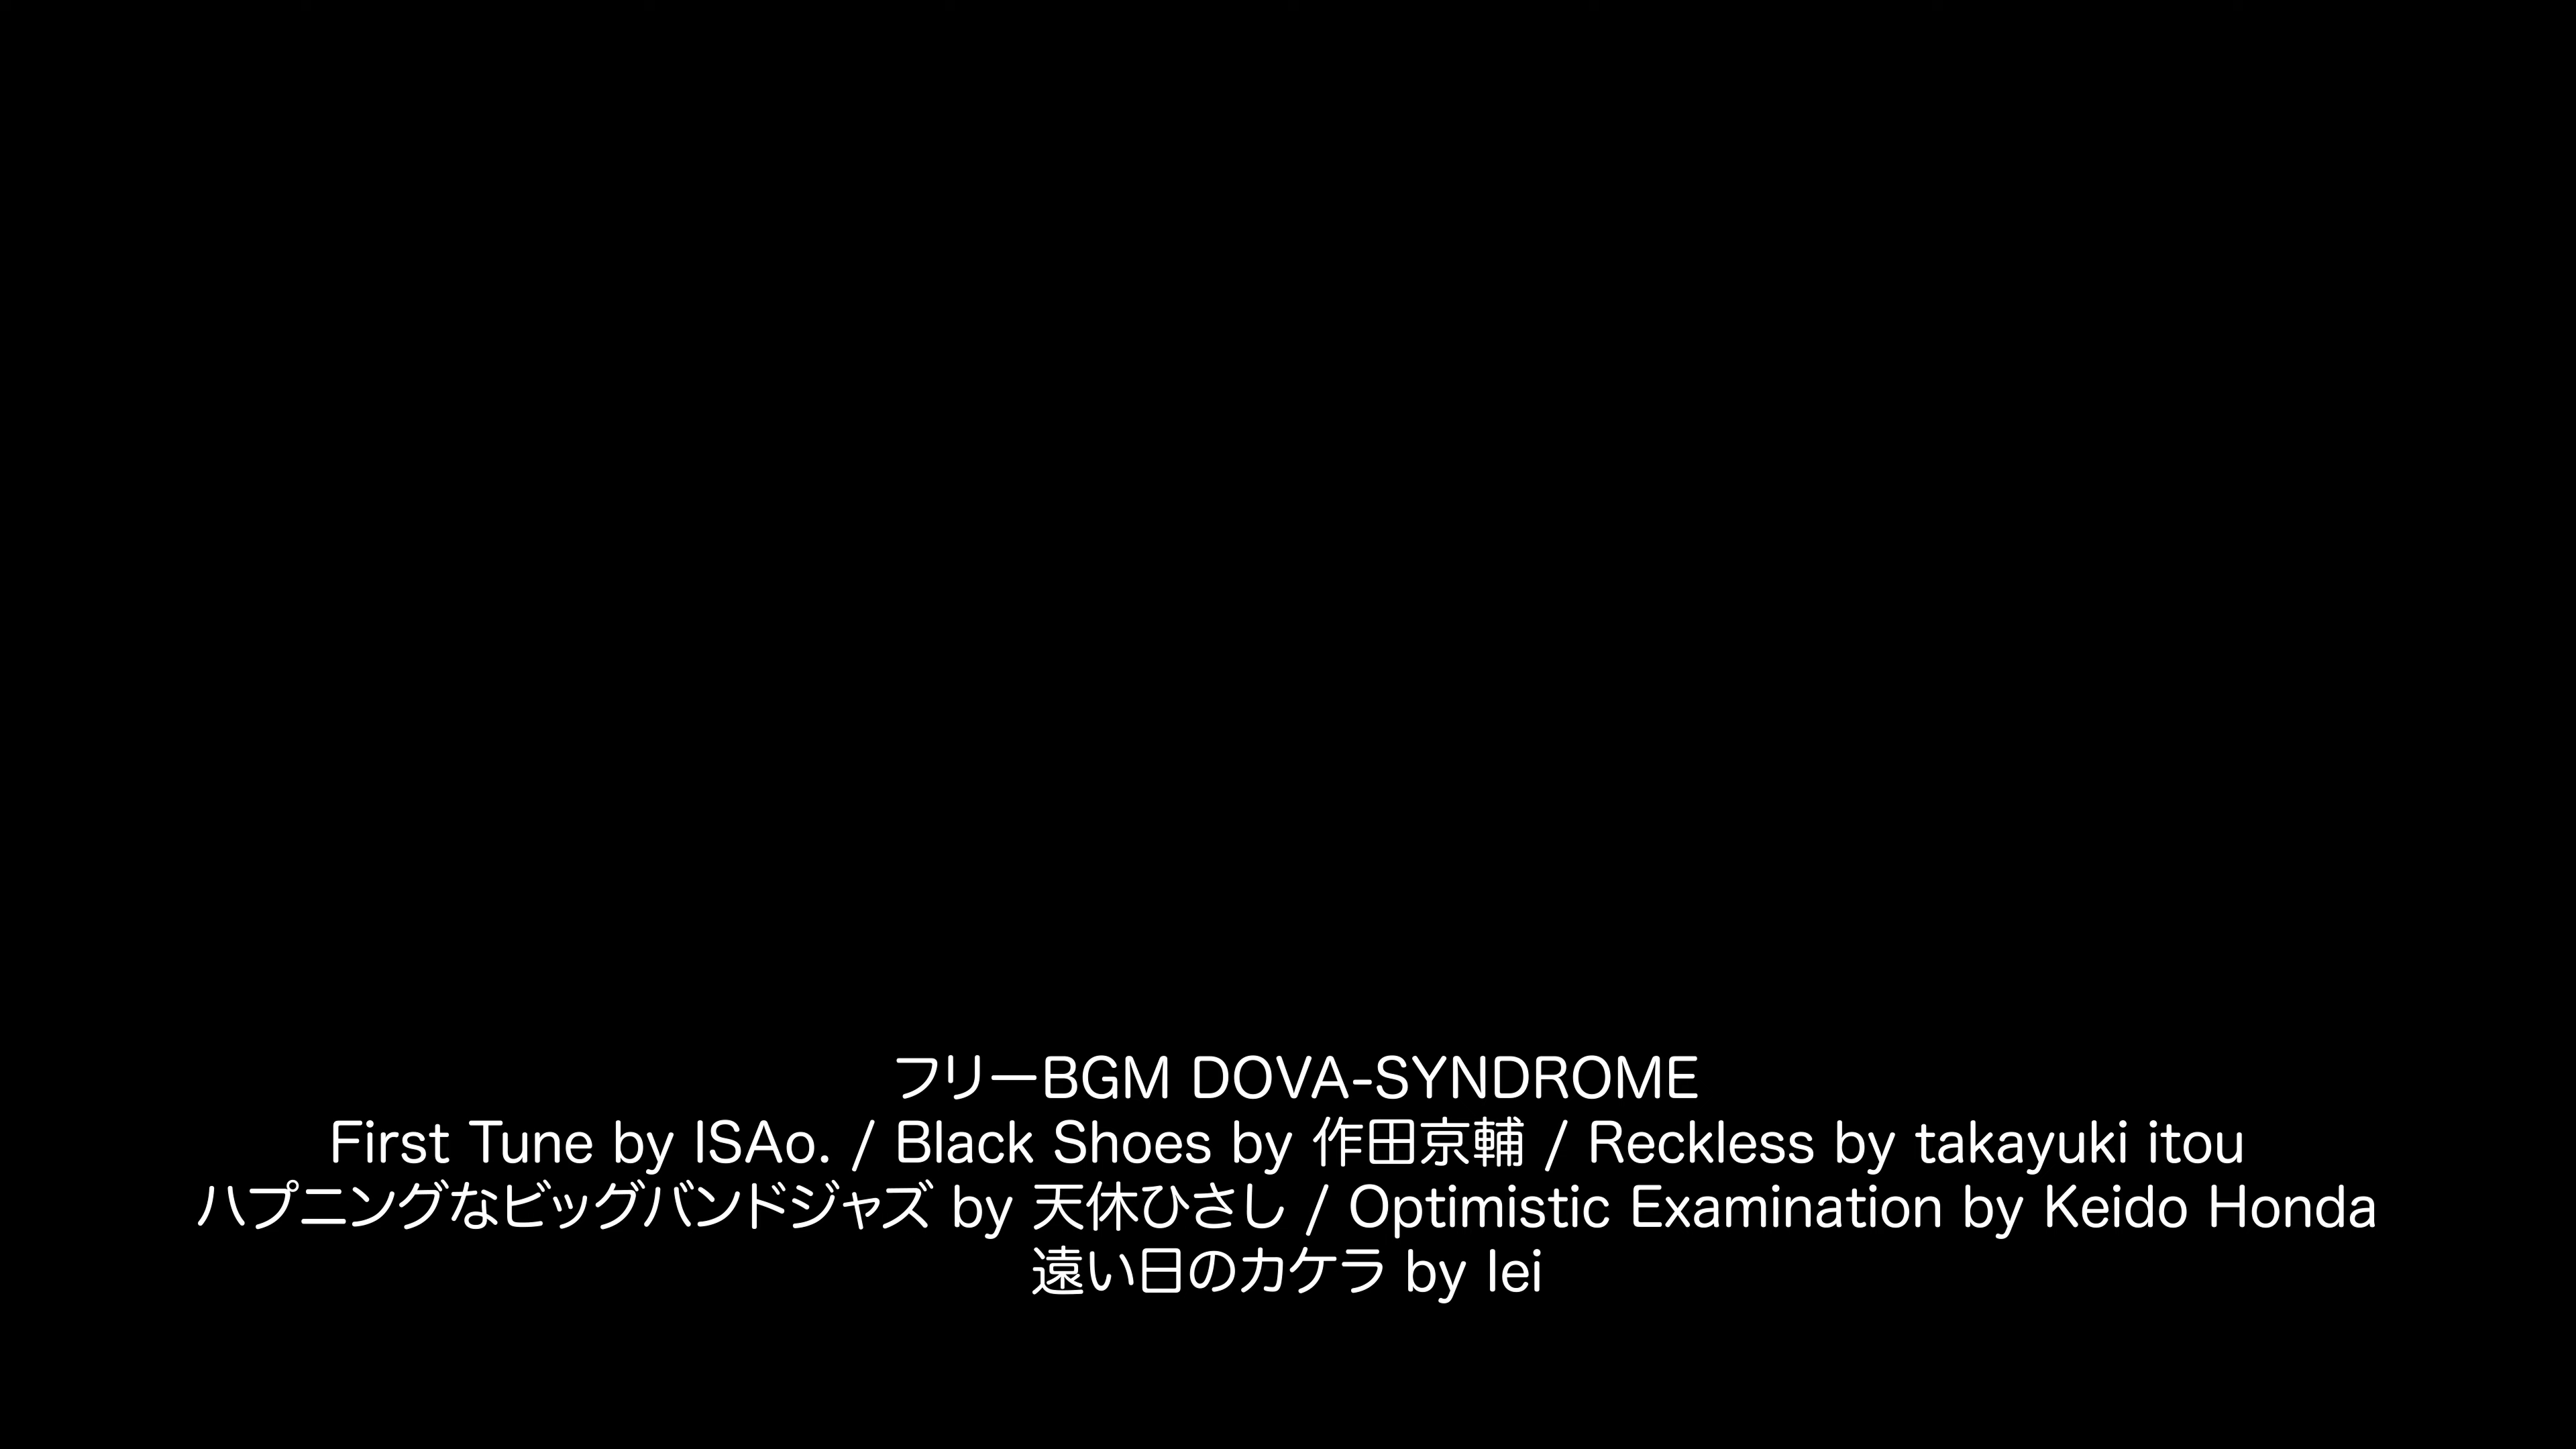 フリーBGM DOVA-SYNDROME
First Tune by ISAo. / Black Shoes by 作田京輔 / Reckless by takayuki itou
ハプニングなビッグバンドジャズ by 天休ひさし / Optimistic Examination by Keido Honda
遠い日のカケラ by lei